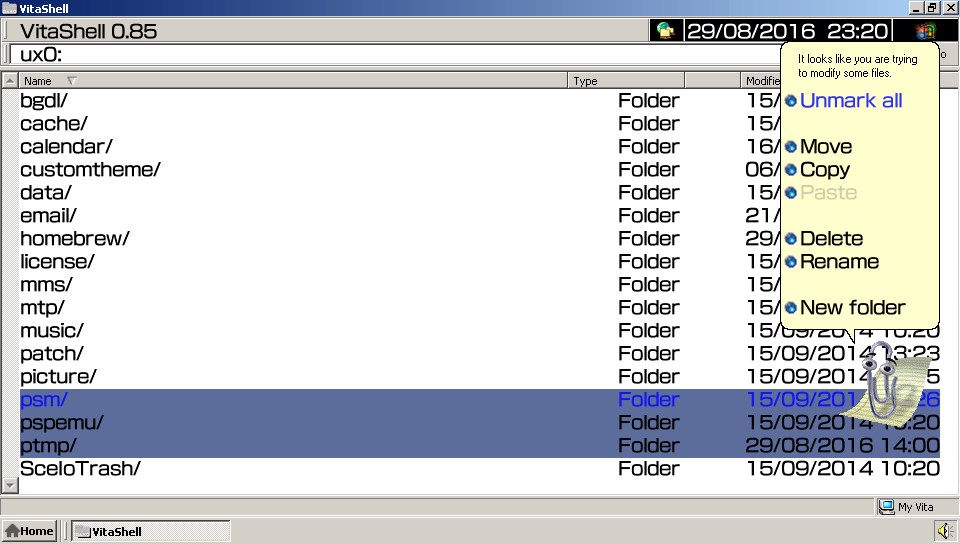 VitaShell
VitaShell 0.85 29/08/2016 23:20
ux0:
Name Type Modifie
It looks like you are trying
to modify some files.
Unmark all
Move
Copy
Paste
Delete
Rename
New folder
bgdl/ Folder 15/
cache/ Folder 15/
calendar/ Folder 16/
customtheme/ Folder 06/
data/ Folder 15/
email/ Folder 21/
homebrew/ Folder 29/
license/ Folder 15/
mms/ Folder 15/
mtp/ Folder 15/
music/ Folder 15/09/2014 10:20
patch/ Folder 15/09/2014 13:23
picture/ Folder 15/09/2014
psm/ Folder 15/09/201 26
pspemu/ Folder 15/09/2014 20
ptmp/ Folder 29/08/2016 14:00
SceIoTrash/ Folder 15/09/2014 10:20
My Vita
Home VitaShell